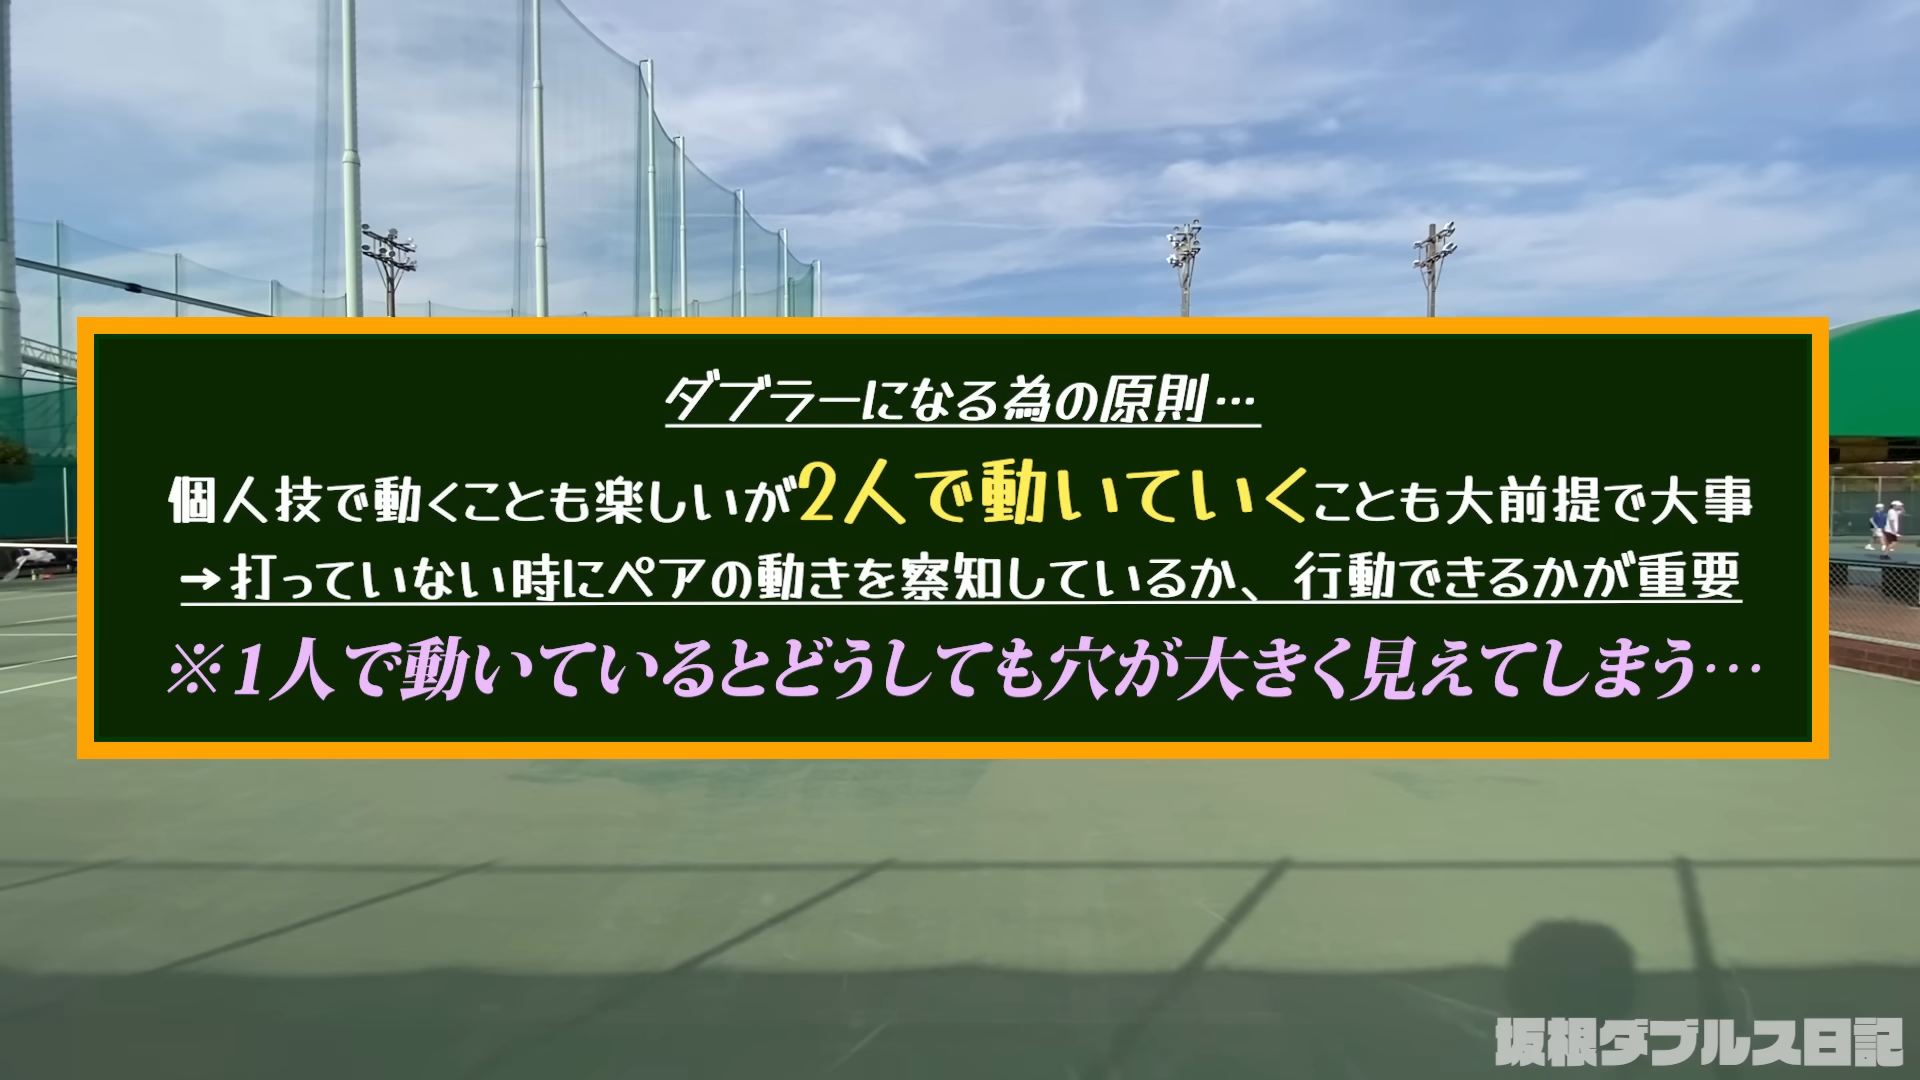 ダブラーになる為の原則…
個人技で動くことも楽しいが2人で動いていくことも大前提で大事
→打っていない時にペアの動きを察知しているか、行動できるかが重要
※1人で動いているとどうしても穴が大きく見えてしまう…
坂根ダブルス日記